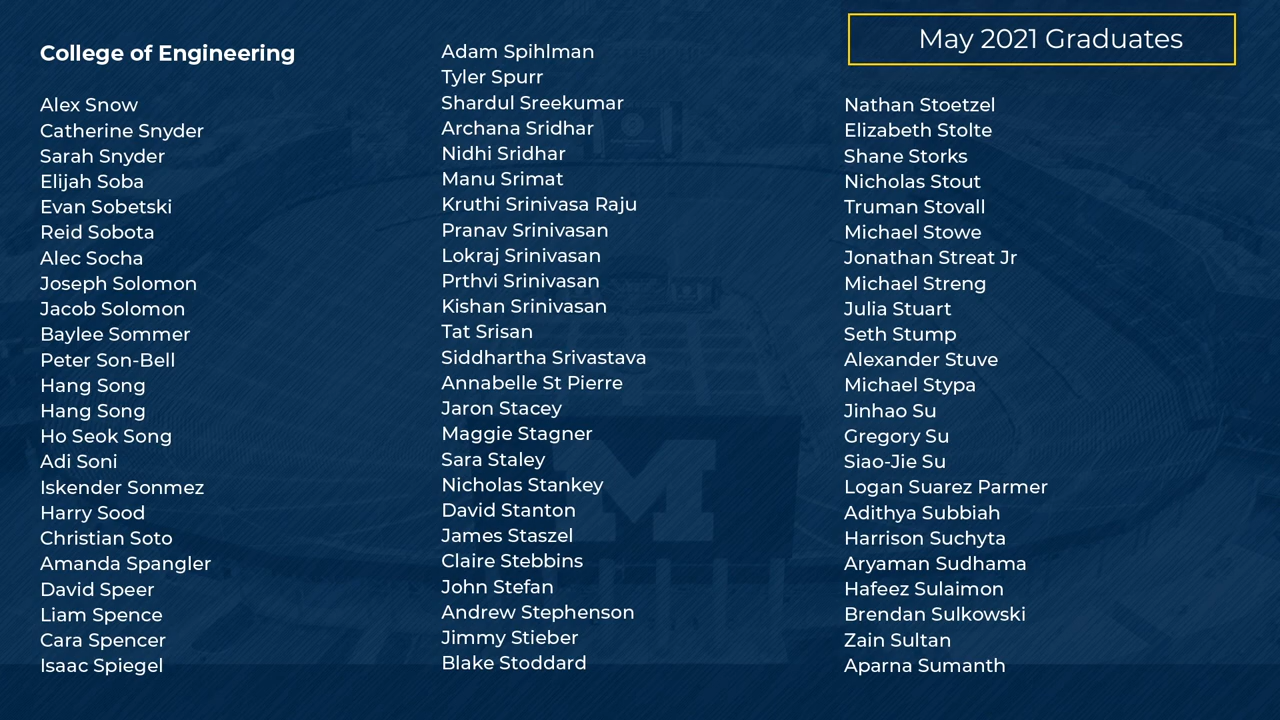 College of Engineering
Alex Snow
Catherine Snyder
Sarah Snyder
Elijah Soba
Evan Sobetski
Reid Sobota
Alec Socha
Joseph Solomon
Jacob Solomon
Baylee Sommer
Peter Son-Bell
Hang Song
Hang Song
Ho Seok Song
Adi Soni
Iskender Sonmez
Harry Sood
Christian Soto
Amanda Spangler
David Speer
Liam Spence
Cara Spencer
Isaac Spiegel
Adam Spihlman
Tyler Spurr
Shardul Sreekumar
Archana Sridhar
Nidhi Sridhar
Manu Srimat
Kruthi Srinivasa Raju
Pranav Srinivasan
Lokraj Srinivasan
Prthvi Srinivasan
Kishan Srinivasan
Tat Srisan
Siddhartha Srivastava
Annabelle St Pierre
Jaron Stacey
Maggie Stagner
Sara Staley
Nicholas Stankey
David Stanton
James Staszel
Claire Stebbins
John Stefan
Andrew Stephenson
Jimmy Stieber
Blake Stoddard
May 2021 Graduates
Nathan Stoetzel
Elizabeth Stolte
Shane Storks
Nicholas Stout
Truman Stovall
Michael Stowe
Jonathan Streat Jr
Michael Streng
Julia Stuart
Seth Stump
Alexander Stuve
Michael Stypa
Jinhao Su
Gregory Su
Siao-Jie Su
Logan Suarez Parmer
Adithya Subbiah
Harrison Suchyta
Aryaman Sudhama
Hafeez Sulaimon
Brendan Sulkowski
Zain Sultan
Aparna Sumanth
M